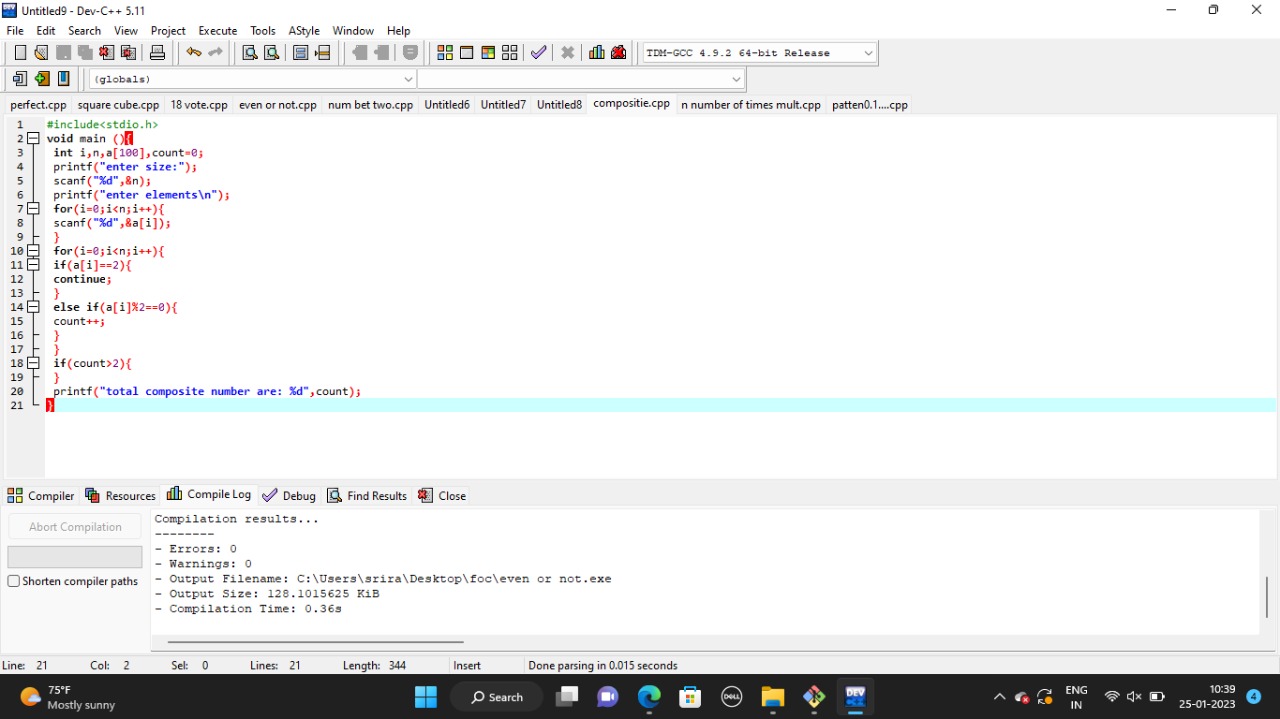 Untitled9 - Dev-C++ 5.11
File Edit Search View Project Execute Tools AStyle Window Help
TDM-GCC 4.9.2 64-bit Release
(globals)
perfect.cpp square cube.cpp 18 vote.cpp even or not.cpp num bet two.cpp Untitled6 Untitled7 Untitled8 compositie.cpp n number of times mult.cpp patten0.1....cpp
1 #include<stdio.h>
2 void main (){
3 int i,n,a[100],count=0;
4 printf("enter size:");
5 scanf("%d",&n);
6 printf("enter elements\n");
7 for(i=0;i<n;i++){
8 scanf("%d",&a[i]);
9 }
10 for(i=0;i<n;i++){
11 if(a[i]==2){
12 continue;
13 }
14 else if(a[i]%2==0){
15 count++;
16 }
17 }
18 if(count>2){
19 }
20 printf("total composite number are: %d",count);
21 }
Compiler Resources Compile Log Debug Find Results Close
Abort Compilation
Shorten compiler paths
Compilation results...
--------
- Errors: 0
- Warnings: 0
- Output Filename: C:\Users\srira\Desktop\foc\even or not.exe
- Output Size: 128.1015625 KiB
- Compilation Time: 0.36s
Line: 21 Col: 2 Sel: 0 Lines: 21 Length: 344 Insert Done parsing in 0.015 seconds
75°F
Mostly sunny
Search
DELL
DEV
ENG
IN
10:39
25-01-2023
4